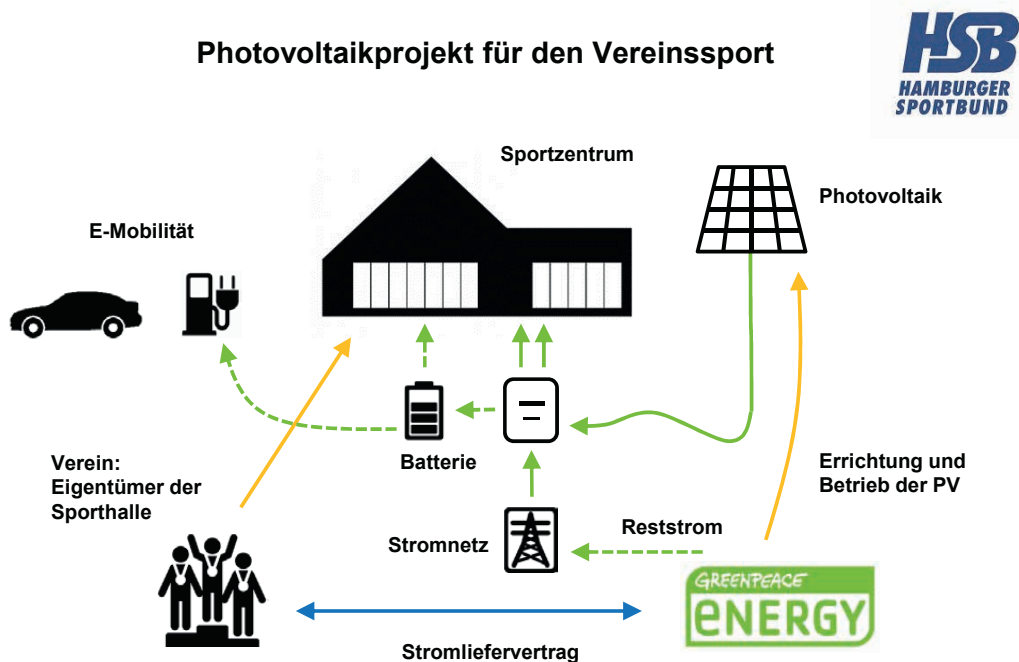 Photovoltaikprojekt für den Vereinssport
HSB
HAMBURGER
SPORTBUND
Sportzentrum
Photovoltaik
E-Mobilität
Batterie
Verein:
Eigentümer der
Sporthalle
Errichtung und
Betrieb der PV
Stromnetz
Reststrom
GREENPEACE
eNERGY
Stromliefervertrag